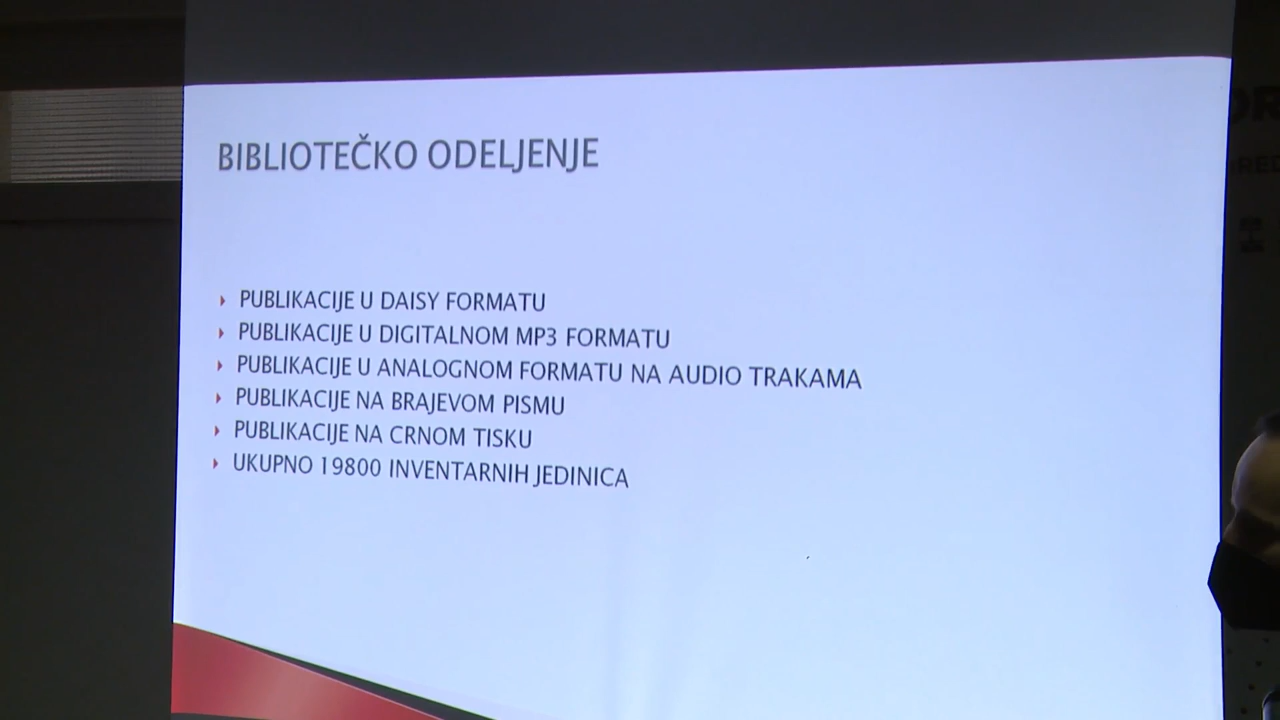 BIBLIOTEČKO ODELJENJE
PUBLIKACIJE U DAISY FORMATU
PUBLIKACIJE U DIGITALNOM MP3 FORMATU
PUBLIKACIJE U ANALOGNOM FORMATU NA AUDIO TRAKAMA
PUBLIKACIJE NA BRAJEVOM PISMU
PUBLIKACIJE NA CRNOM TISKU
UKUPNO 19800 INVENTARNIH JEDINICA